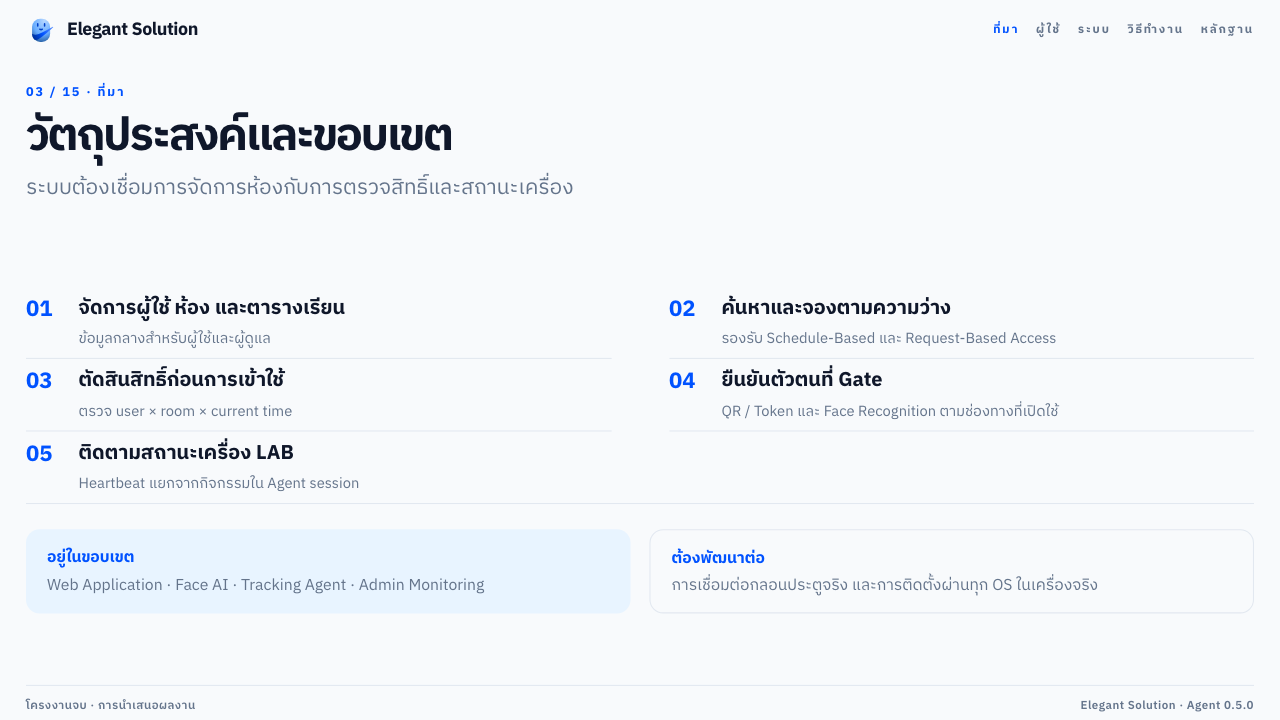 Elegant Solution
ที่มา ผู้ใช้ ระบบ วิธีทำงาน หลักฐาน
03 / 15 · ที่มา
วัตถุประสงค์และขอบเขต
ระบบต้องเชื่อมการจัดการห้องกับการตรวจสิทธิ์และสถานะเครื่อง
01 จัดการผู้ใช้ ห้อง และตารางเรียน
ข้อมูลกลางสำหรับผู้ใช้และผู้ดูแล
02 ค้นหาและจองตามความว่าง
รองรับ Schedule-Based และ Request-Based Access
03 ตัดสินสิทธิ์ก่อนการเข้าใช้
ตรวจ user × room × current time
04 ยืนยันตัวตนที่ Gate
QR / Token และ Face Recognition ตามช่องทางที่เปิดใช้
05 ติดตามสถานะเครื่อง LAB
Heartbeat แยกจากกิจกรรมใน Agent session
อยู่ในขอบเขต
Web Application · Face AI · Tracking Agent · Admin Monitoring
ต้องพัฒนาต่อ
การเชื่อมต่อกลอนประตูจริง และการติดตั้งผ่านทุก OS ในเครื่องจริง
โครงงานจบ · การนำเสนอผลงาน
Elegant Solution · Agent 0.5.0